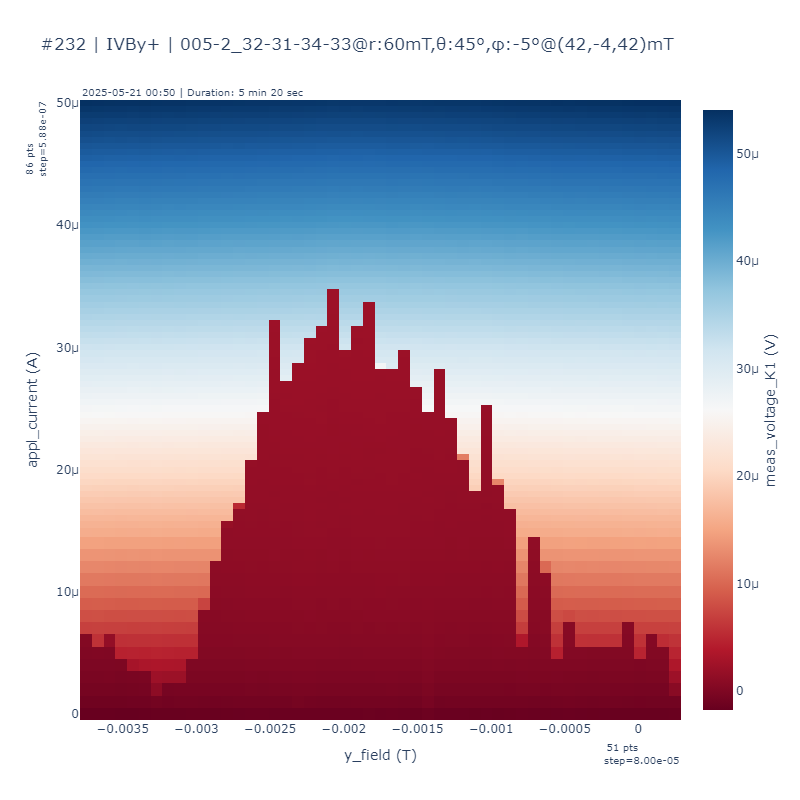 #232 | IVBy+ | 005-2_32-31-34-33@r:60mT,θ:45°,φ:-5°@(42,-4,42)mT
2025-05-21 00:50 | Duration: 5 min 20 sec
86 pts
step=5.88e-07
50μ
40μ
30μ
20μ
10μ
0
appl_current (A)
−0.0035
−0.003
−0.0025
−0.002
−0.0015
−0.001
−0.0005
0
y_field (T)
51 pts
step=8.00e-05
50μ
40μ
30μ
20μ
10μ
0
meas_voltage_K1 (V)